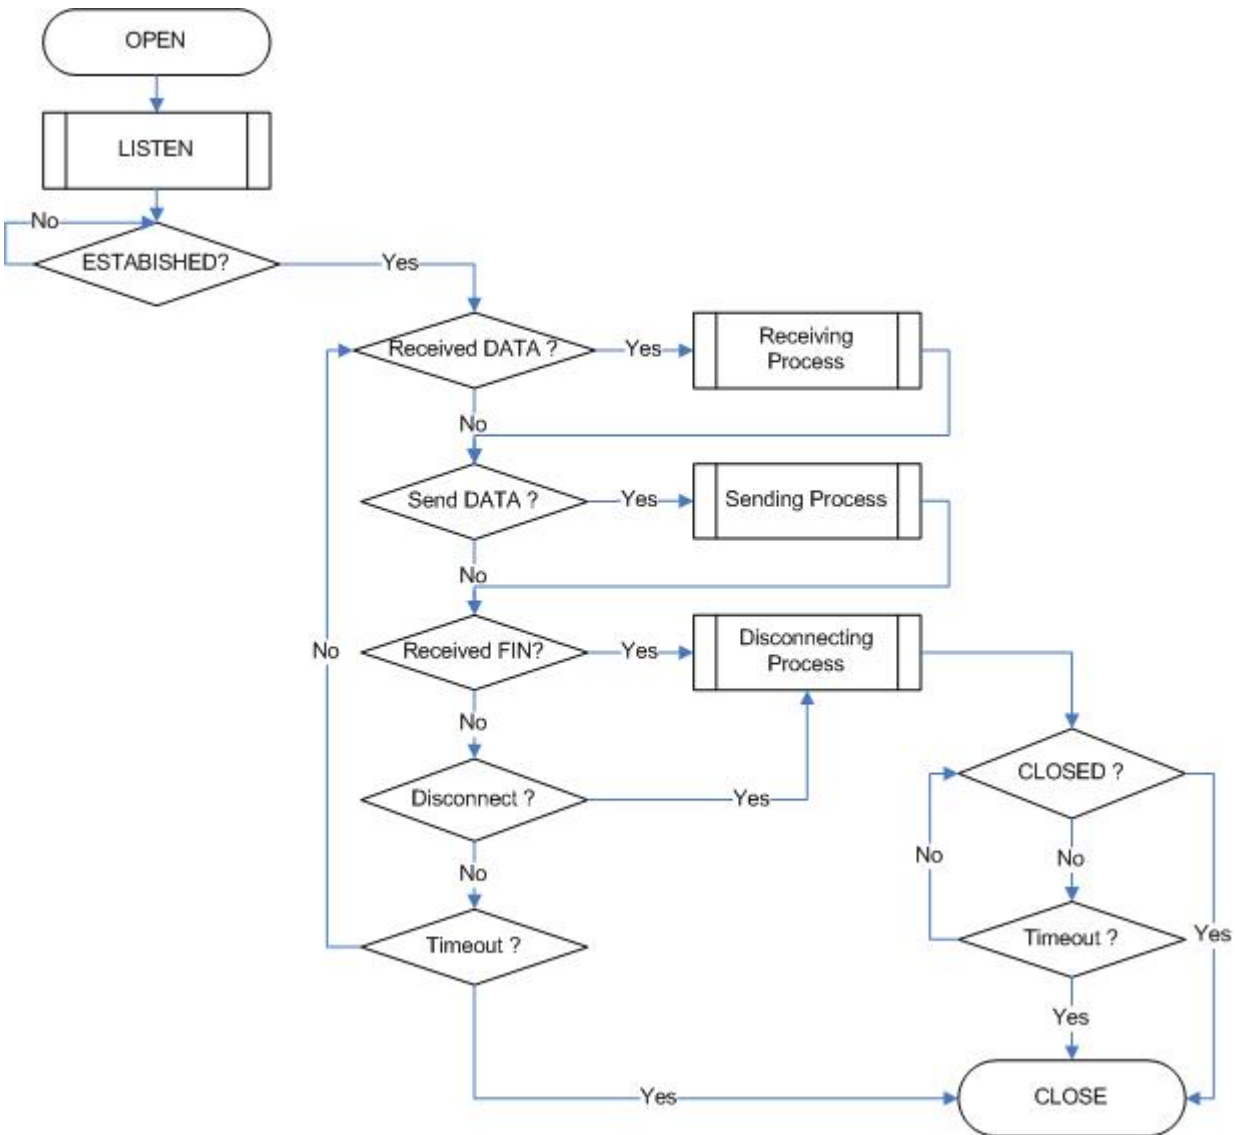 OPEN
LISTEN
No
ESTABISHED?
Yes
Received DATA ?
Yes
Receiving
Process
No
Send DATA ?
Yes
Sending Process
No
No
Received FIN?
Yes
Disconnecting
Process
No
Disconnect ?
Yes
CLOSED ?
No
No
No
Timeout ?
Timeout ?
Yes
Yes
Yes
CLOSE